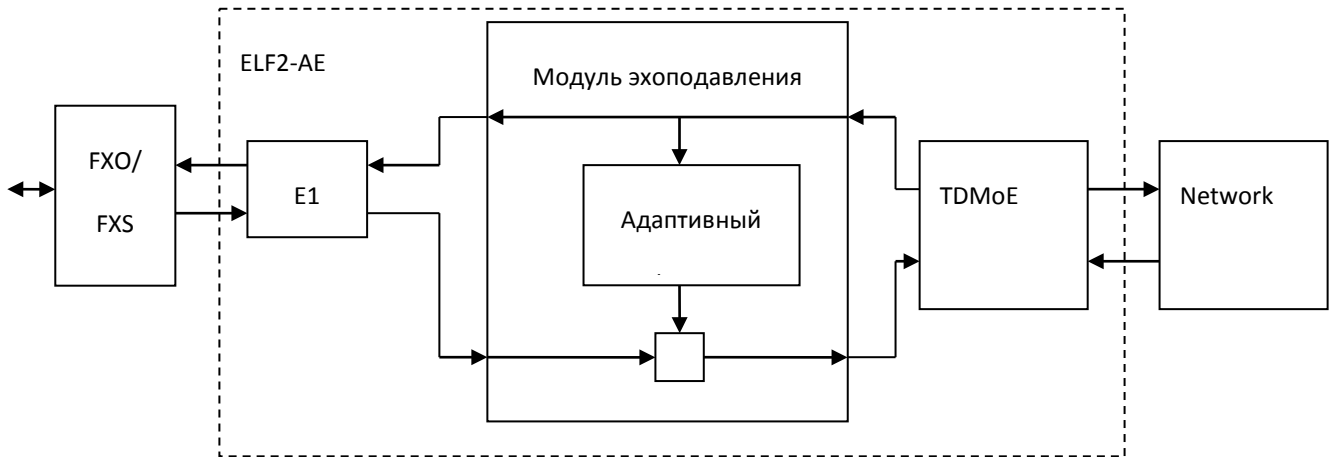 ELF2-AE
Модуль эхоподавления
FXO/
FXS
E1
Адаптивный
TDMoE
Network